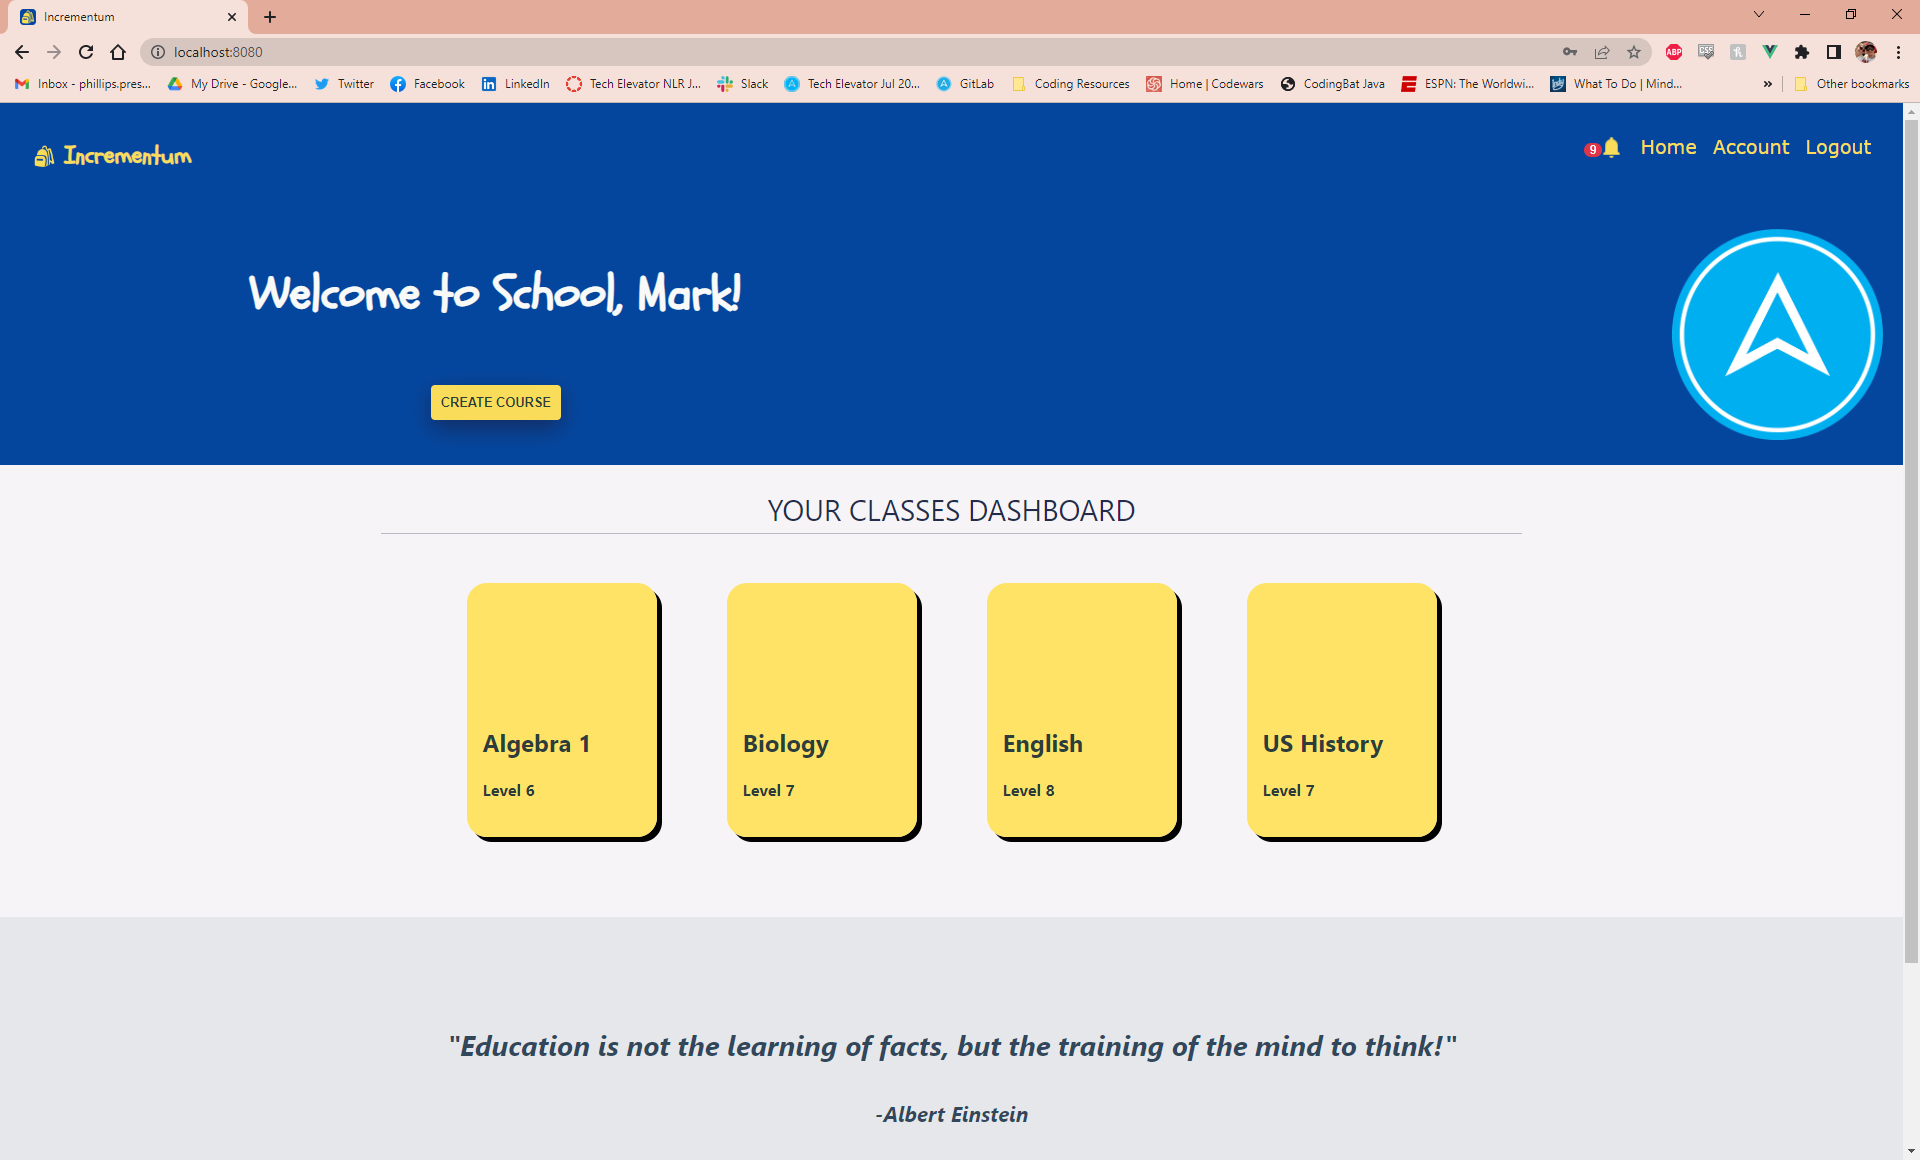 Incrementum
localhost:8080
ABP
CSS
Inbox - phillips.pres...
My Drive - Google...
Twitter
Facebook
LinkedIn
Tech Elevator NLR J...
Slack
Tech Elevator Jul 20...
GitLab
Coding Resources
Home | Codewars
CodingBat Java
ESPN: The Worldwi...
What To Do | Mind...
»
Other bookmarks
Incrementum
9
Home
Account
Logout
Welcome to School, Mark!
CREATE COURSE
YOUR CLASSES DASHBOARD
Algebra 1
Level 6
Biology
Level 7
English
Level 8
US History
Level 7
"Education is not the learning of facts, but the training of the mind to think!"
-Albert Einstein